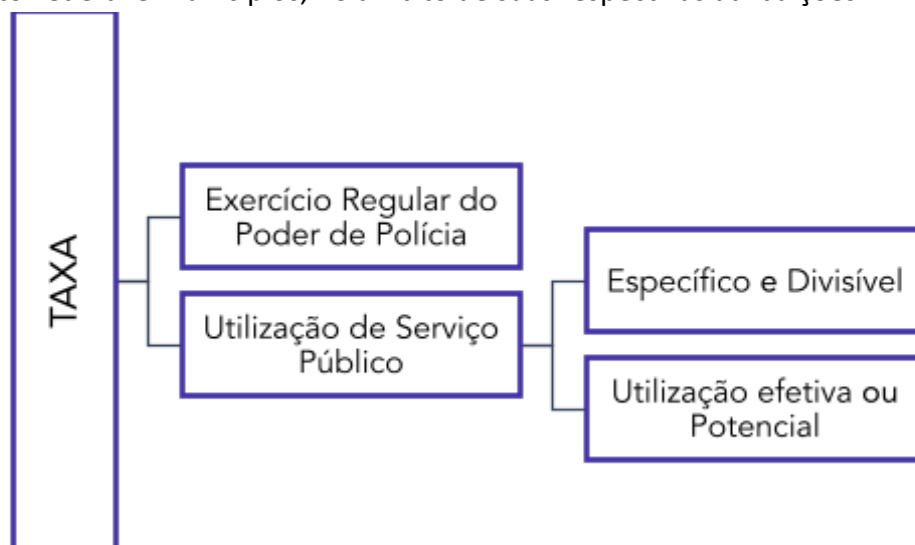 TAXA
Exercício Regular do
Poder de Polícia
Utilização de Serviço
Público
Específico e Divisível
Utilização efetiva ou
Potencial